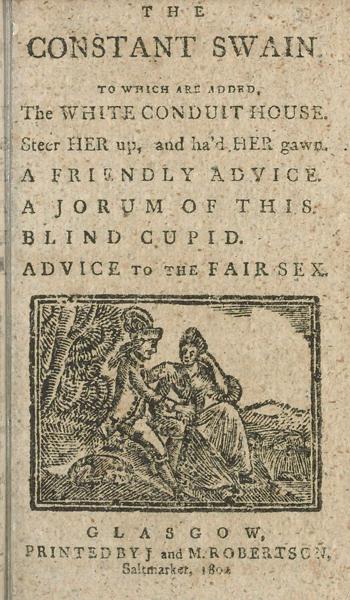 THE
CONSTANT SWAIN.
TO WHICH ARE ADDED,
The WHITE CONDUIT HOUSE.
Steer HER up, and ha'd HER gawn.
A FRIENDLY ADVICE.
A JORUM OF THIS.
BLIND CUPID.
ADVICE TO THE FAIR SEX.
GLASGOW,
PRINTED BY J. and M. ROBERTSON,
Saltmarket, 1802